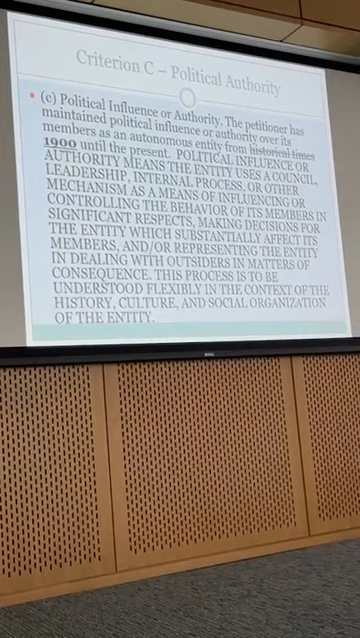 Criterion C – Political Authority
(c) Political Influence or Authority. The petitioner has
maintained political influence or authority over its
members as an autonomous entity from historical times
1900 until the present. POLITICAL INFLUENCE OR
AUTHORITY MEANS THE ENTITY USES A COUNCIL,
LEADERSHIP, INTERNAL PROCESS, OR OTHER
MECHANISM AS A MEANS OF INFLUENCING OR
CONTROLLING THE BEHAVIOR OF ITS MEMBERS IN
SIGNIFICANT RESPECTS, MAKING DECISIONS FOR
THE ENTITY WHICH SUBSTANTIALLY AFFECT ITS
MEMBERS, AND/OR REPRESENTING THE ENTITY
IN DEALING WITH OUTSIDERS IN MATTERS OF
CONSEQUENCE. THIS PROCESS IS TO BE
UNDERSTOOD FLEXIBLY IN THE CONTEXT OF THE
HISTORY, CULTURE, AND SOCIAL ORGANIZATION
OF THE ENTITY.